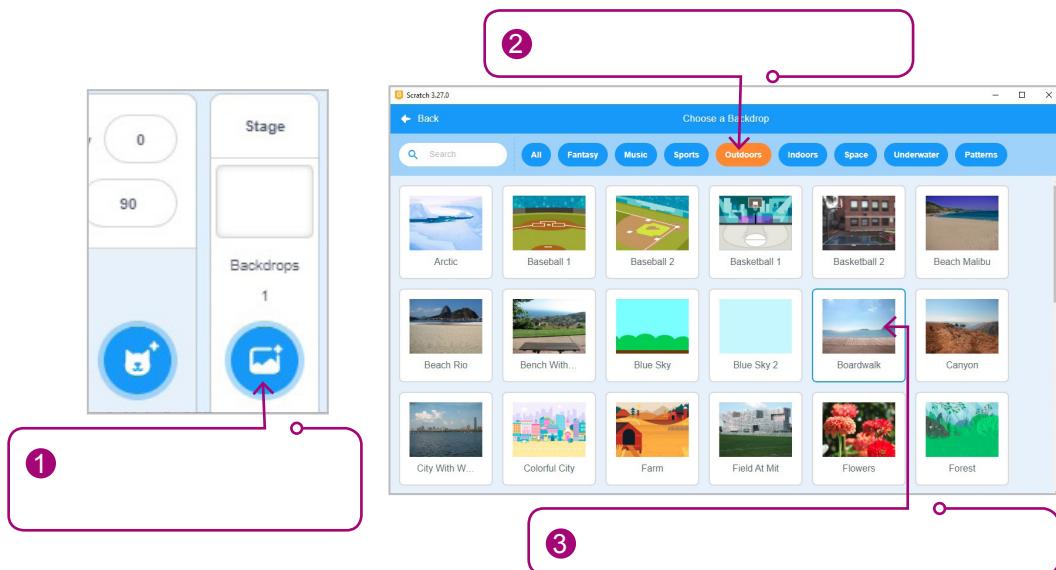 2
Scratch 3.27.0
Back
Choose a Backdrop
Search
All Fantasy Music Sports Outdoors Indoors Space Underwater Patterns
Arctic Baseball 1 Baseball 2 Basketball 1 Basketball 2 Beach Malibu
Beach Rio Bench With... Blue Sky Blue Sky 2 Boardwalk Canyon
City With W... Colorful City Farm Field At Mit Flowers Forest
0
90
Stage
Backdrops
1
1
3